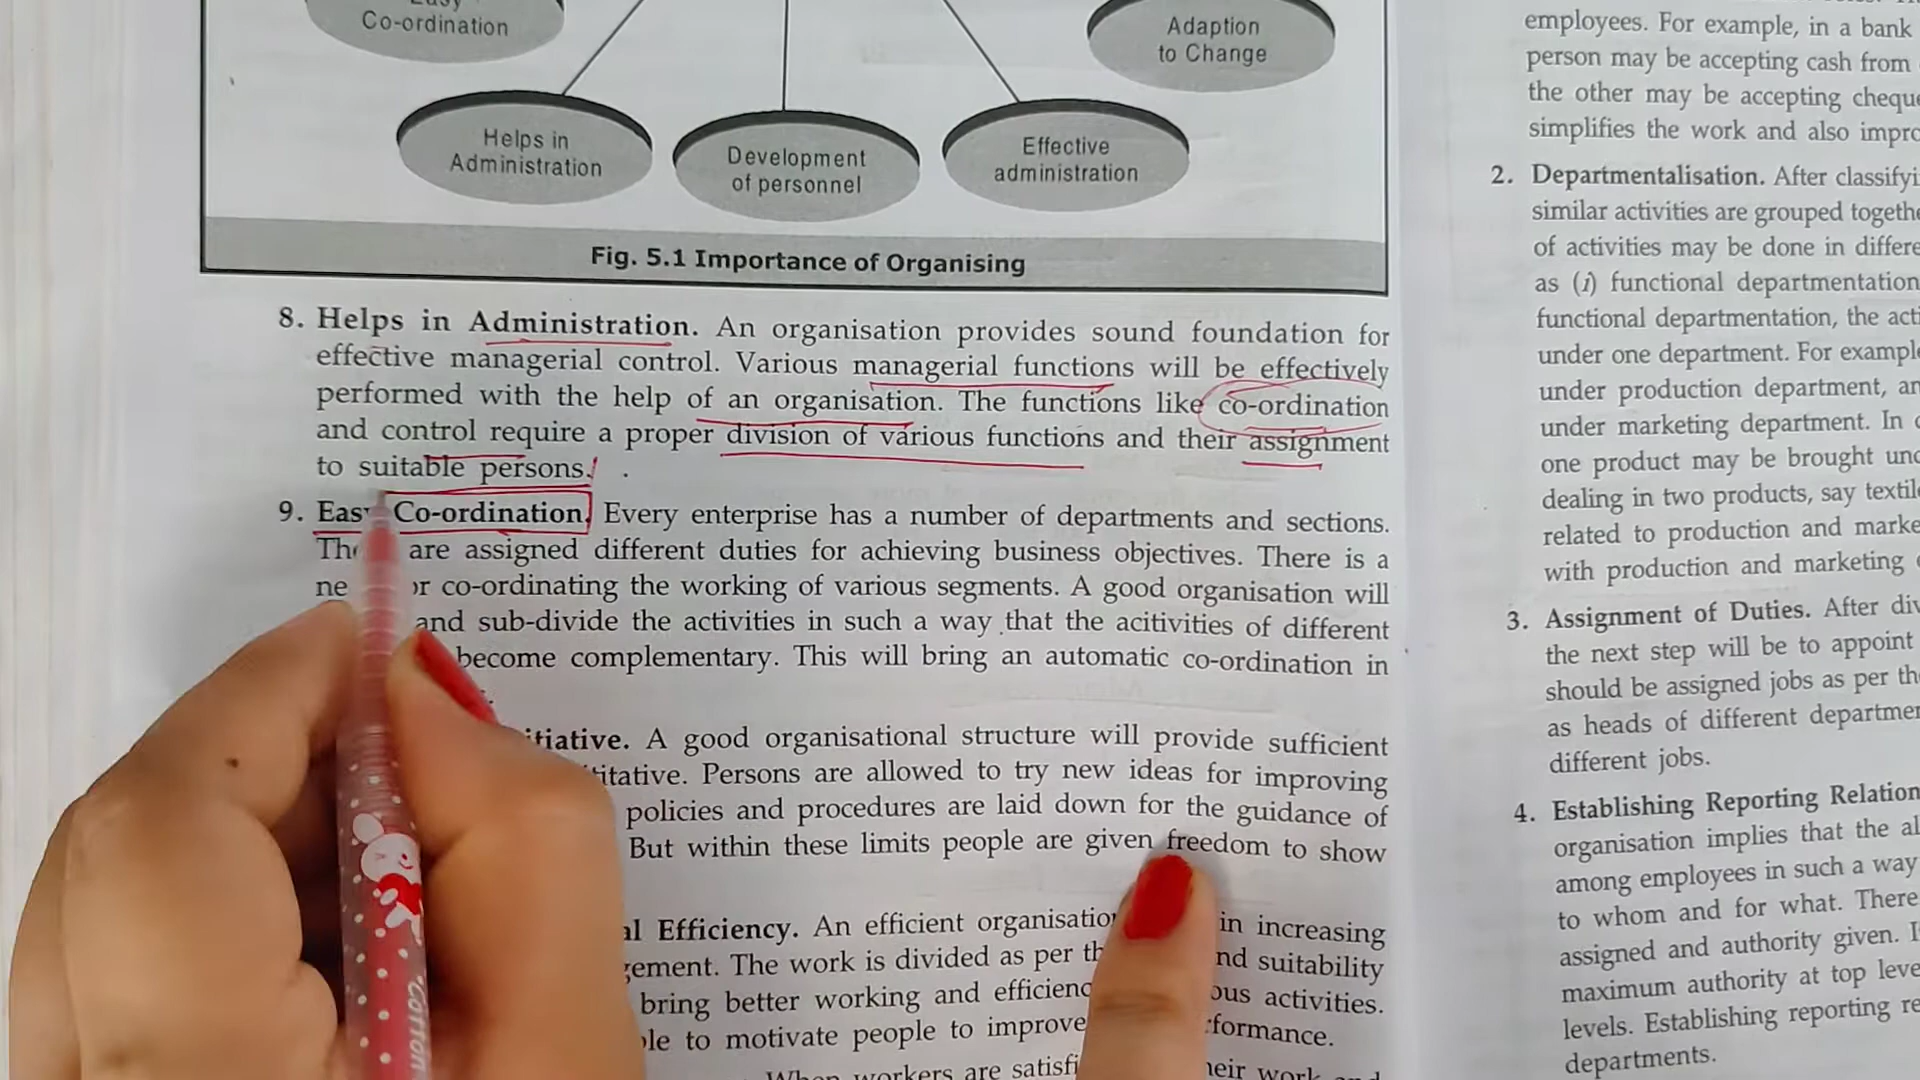 Easy
Co-ordination
Adaption
to Change
Helps in
Administration
Development
of personnel
Effective
administration
Fig. 5.1 Importance of Organising
8. Helps in Administration. An organisation provides sound foundation for
effective managerial control. Various managerial functions will be effectively
performed with the help of an organisation. The functions like co-ordination
and control require a proper division of various functions and their assignment
to suitable persons.
9. Easy Co-ordination. Every enterprise has a number of departments and sections.
are assigned different duties for achieving business objectives. There is a
co-ordinating the working of various segments. A good organisation will
and sub-divide the activities in such a way that the acitivities of different
become complementary. This will bring an automatic co-ordination in
itiative. A good organisational structure will provide sufficient
titative. Persons are allowed to try new ideas for improving
policies and procedures are laid down for the guidance of
But within these limits people are given freedom to show
al Efficiency. An efficient organisation in increasing
gement. The work is divided as per nd suitability
bring better working and ous activities.
to motivate people to improve formance.
When workers are heir work and
employees. For example, in a bank
person may be accepting cash from
the other may be accepting cheque
simplifies the work and also impro
2. Departmentalisation. After classifyi
similar activities are grouped togethe
of activities may be done in differe
as (i) functional departmentation
functional departmentation, the acti
under one department. For example
under production department, an
under marketing department. In
one product may be brought und
dealing in two products, say textile
related to production and marke
with production and marketing
3. Assignment of Duties. After div
the next step will be to appoint
should be assigned jobs as per th
as heads of different departmen
different jobs.
4. Establishing Reporting Relation
organisation implies that the al
among employees in such a way
to whom and for what. There
assigned and authority given. I
maximum authority at top leve
levels. Establishing reporting re
departments.
cotton